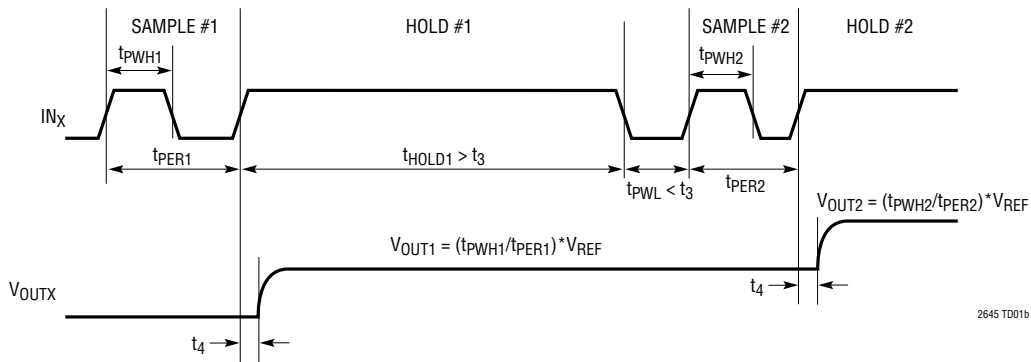 SAMPLE #1
HOLD #1
SAMPLE #2
HOLD #2
tPWH1
tPWH2
INX
tPER1
tHOLD1 > t3
tPWL < t3
tPER2
VOUT2 = (tPWH2/tPER2)*VREF
VOUT1 = (tPWH1/tPER1)*VREF
VOUTX
t4
t4
2645 TD01b